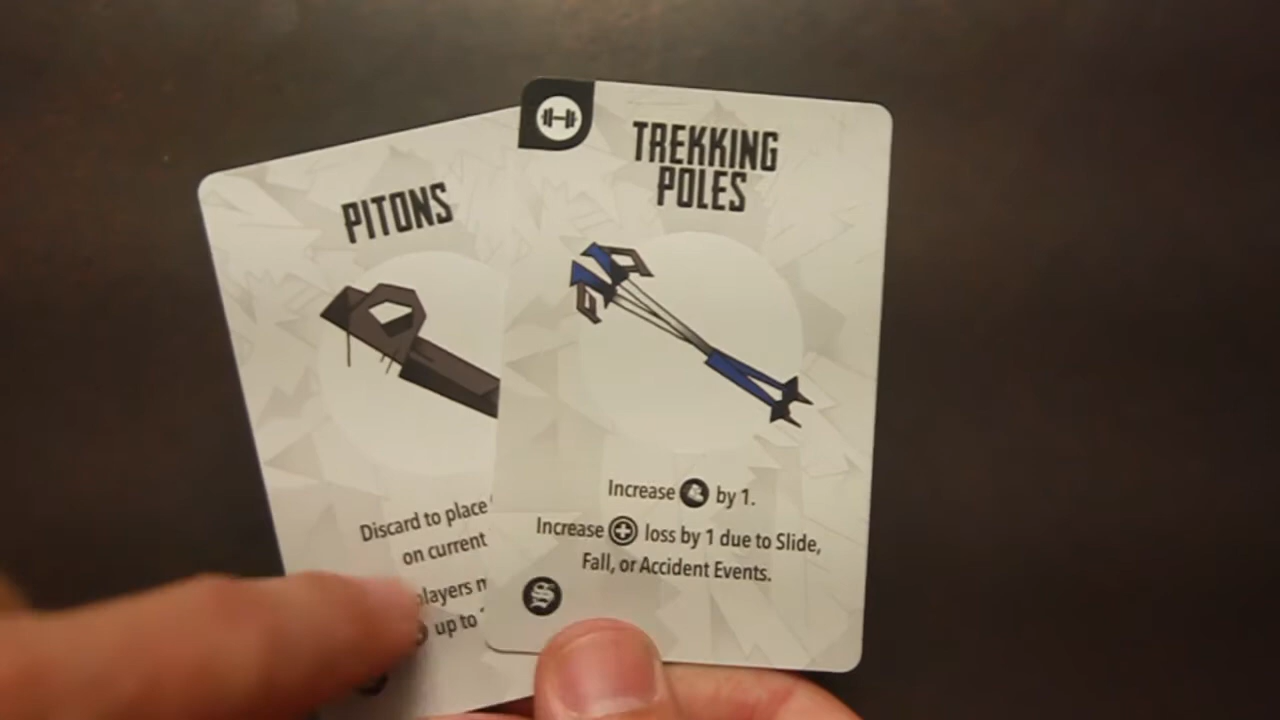 PITONS
Discard to place
on current
players
up to
TREKKING
POLES
Increase by 1.
Increase loss by 1 due to Slide,
Fall, or Accident Events.